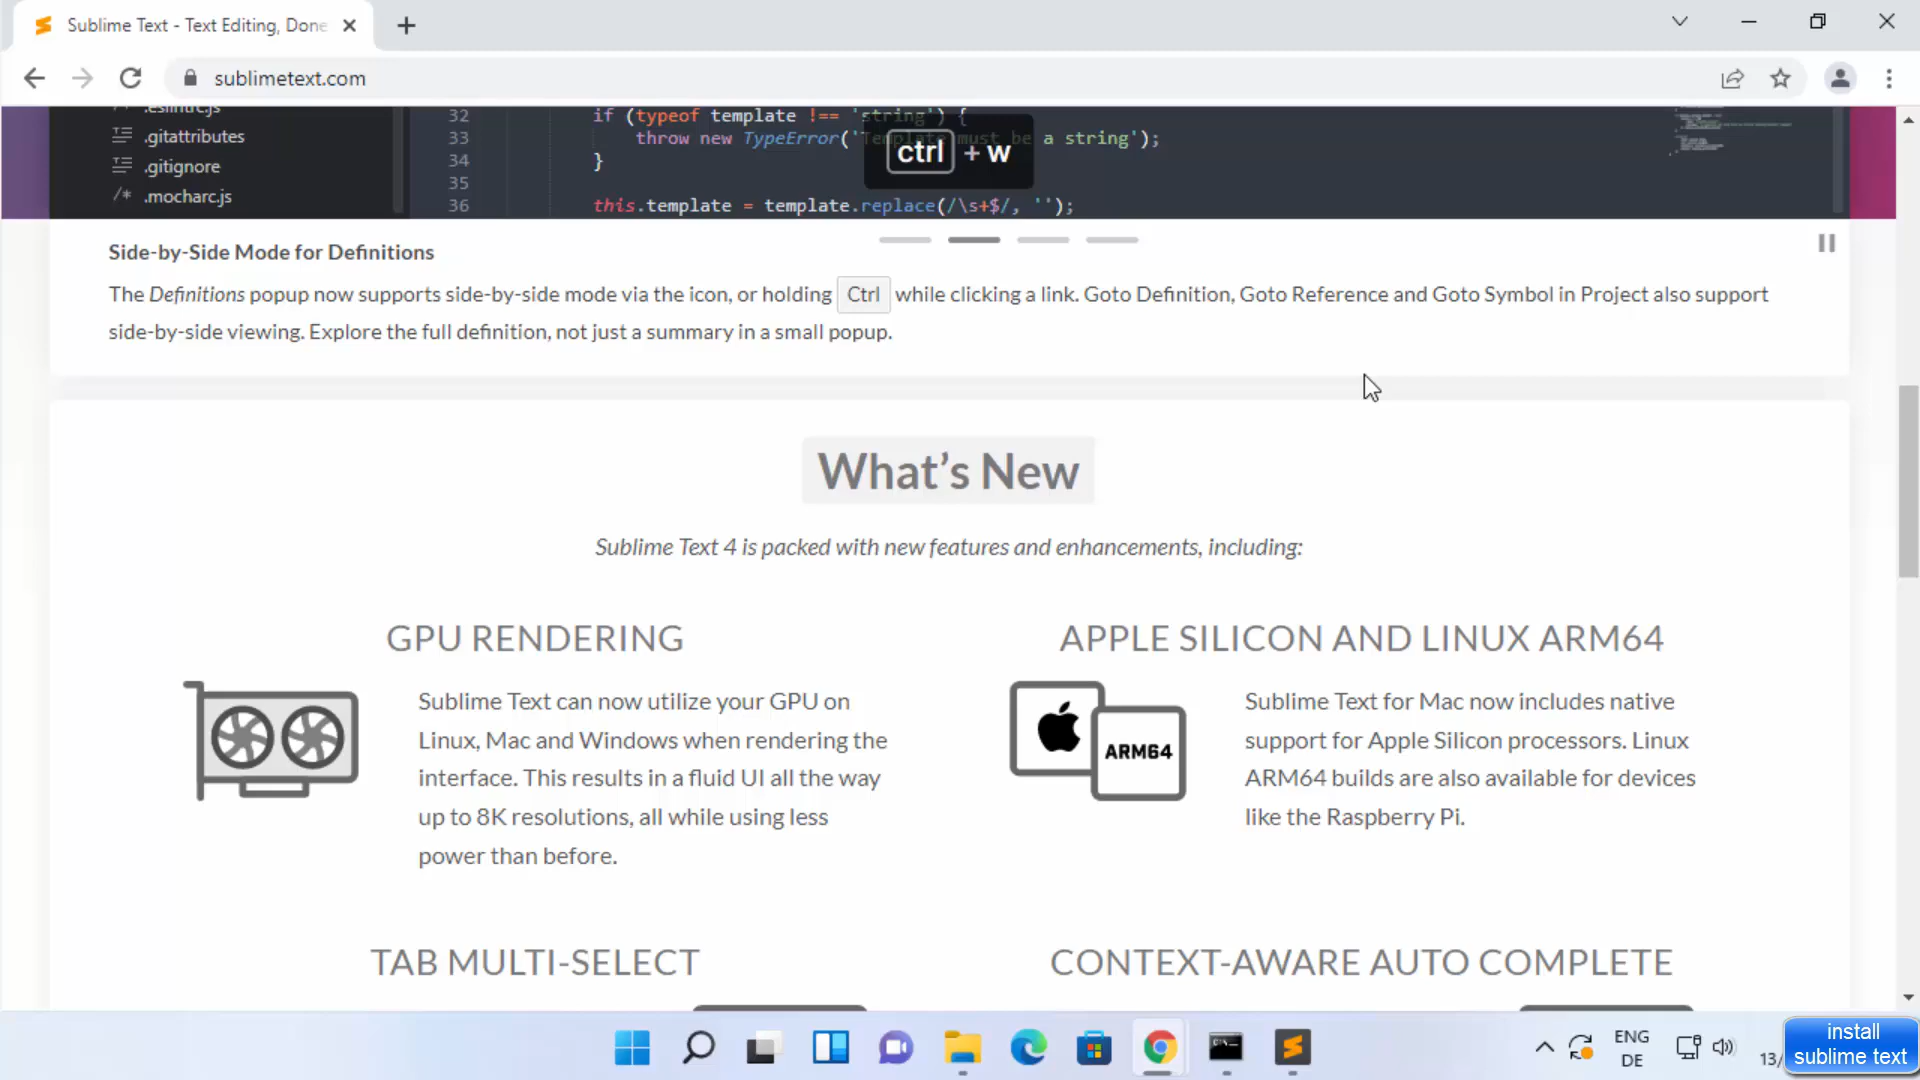 Sublime Text - Text Editing, Done
sublimetext.com
.eslintrc.js
.gitattributes
.gitignore
.mocharc.js
32 if (typeof template !== 'string') {
33 throw new TypeError('Template must be a string');
34 }
35
36 this.template = template.replace(/\s+$/, '');
ctrl + w
Side-by-Side Mode for Definitions
The Definitions popup now supports side-by-side mode via the icon, or holding Ctrl while clicking a link. Goto Definition, Goto Reference and Goto Symbol in Project also support
side-by-side viewing. Explore the full definition, not just a summary in a small popup.
What's New
Sublime Text 4 is packed with new features and enhancements, including:
GPU RENDERING
Sublime Text can now utilize your GPU on
Linux, Mac and Windows when rendering the
interface. This results in a fluid UI all the way
up to 8K resolutions, all while using less
power than before.
APPLE SILICON AND LINUX ARM64
ARM64
Sublime Text for Mac now includes native
support for Apple Silicon processors. Linux
ARM64 builds are also available for devices
like the Raspberry Pi.
TAB MULTI-SELECT
CONTEXT-AWARE AUTO COMPLETE
ENG
DE
13/
install
sublime text